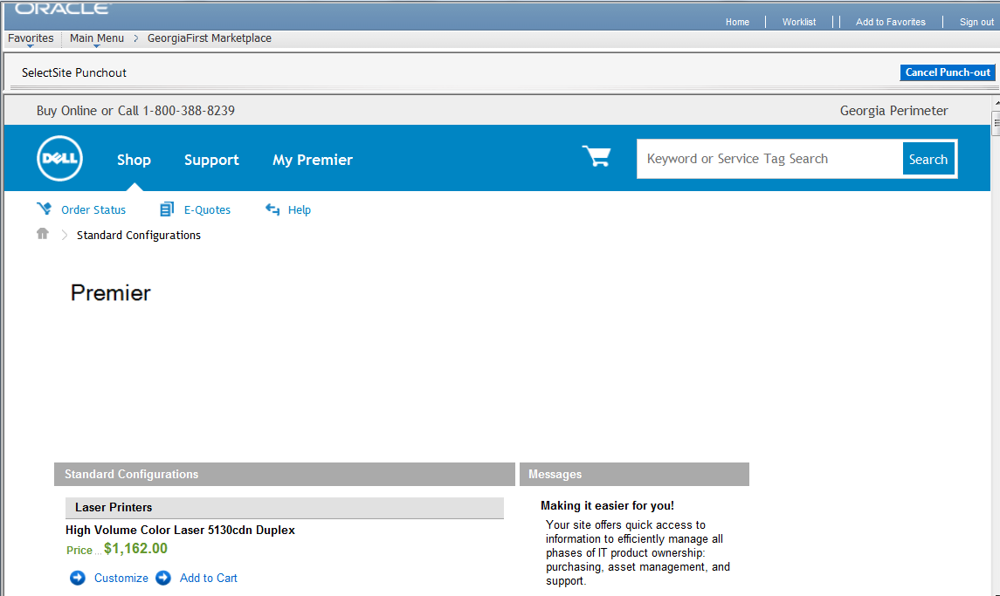 ORACLE
Home Worklist Add to Favorites Sign out
Favorites Main Menu > GeorgiaFirst Marketplace
SelectSite Punchout Cancel Punch-out
Buy Online or Call 1-800-388-8239 Georgia Perimeter
DELL Shop Support My Premier Keyword or Service Tag Search Search
Order Status E-Quotes Help
Standard Configurations
Premier
Standard Configurations
Laser Printers
High Volume Color Laser 5130cdn Duplex
Price... $1,162.00
Customize Add to Cart
Messages
Making it easier for you!
Your site offers quick access to
information to efficiently manage all
phases of IT product ownership:
purchasing, asset management, and
support.